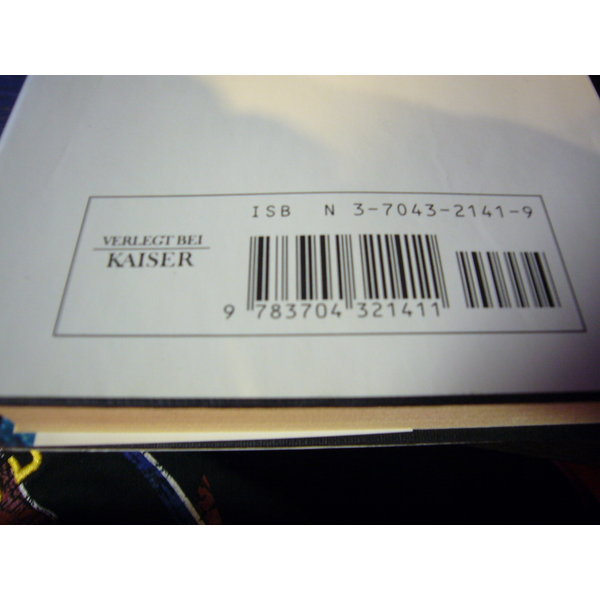 ISB N 3-7043-2141-9
VERLEGT BEI
KAISER
9 783704 321411